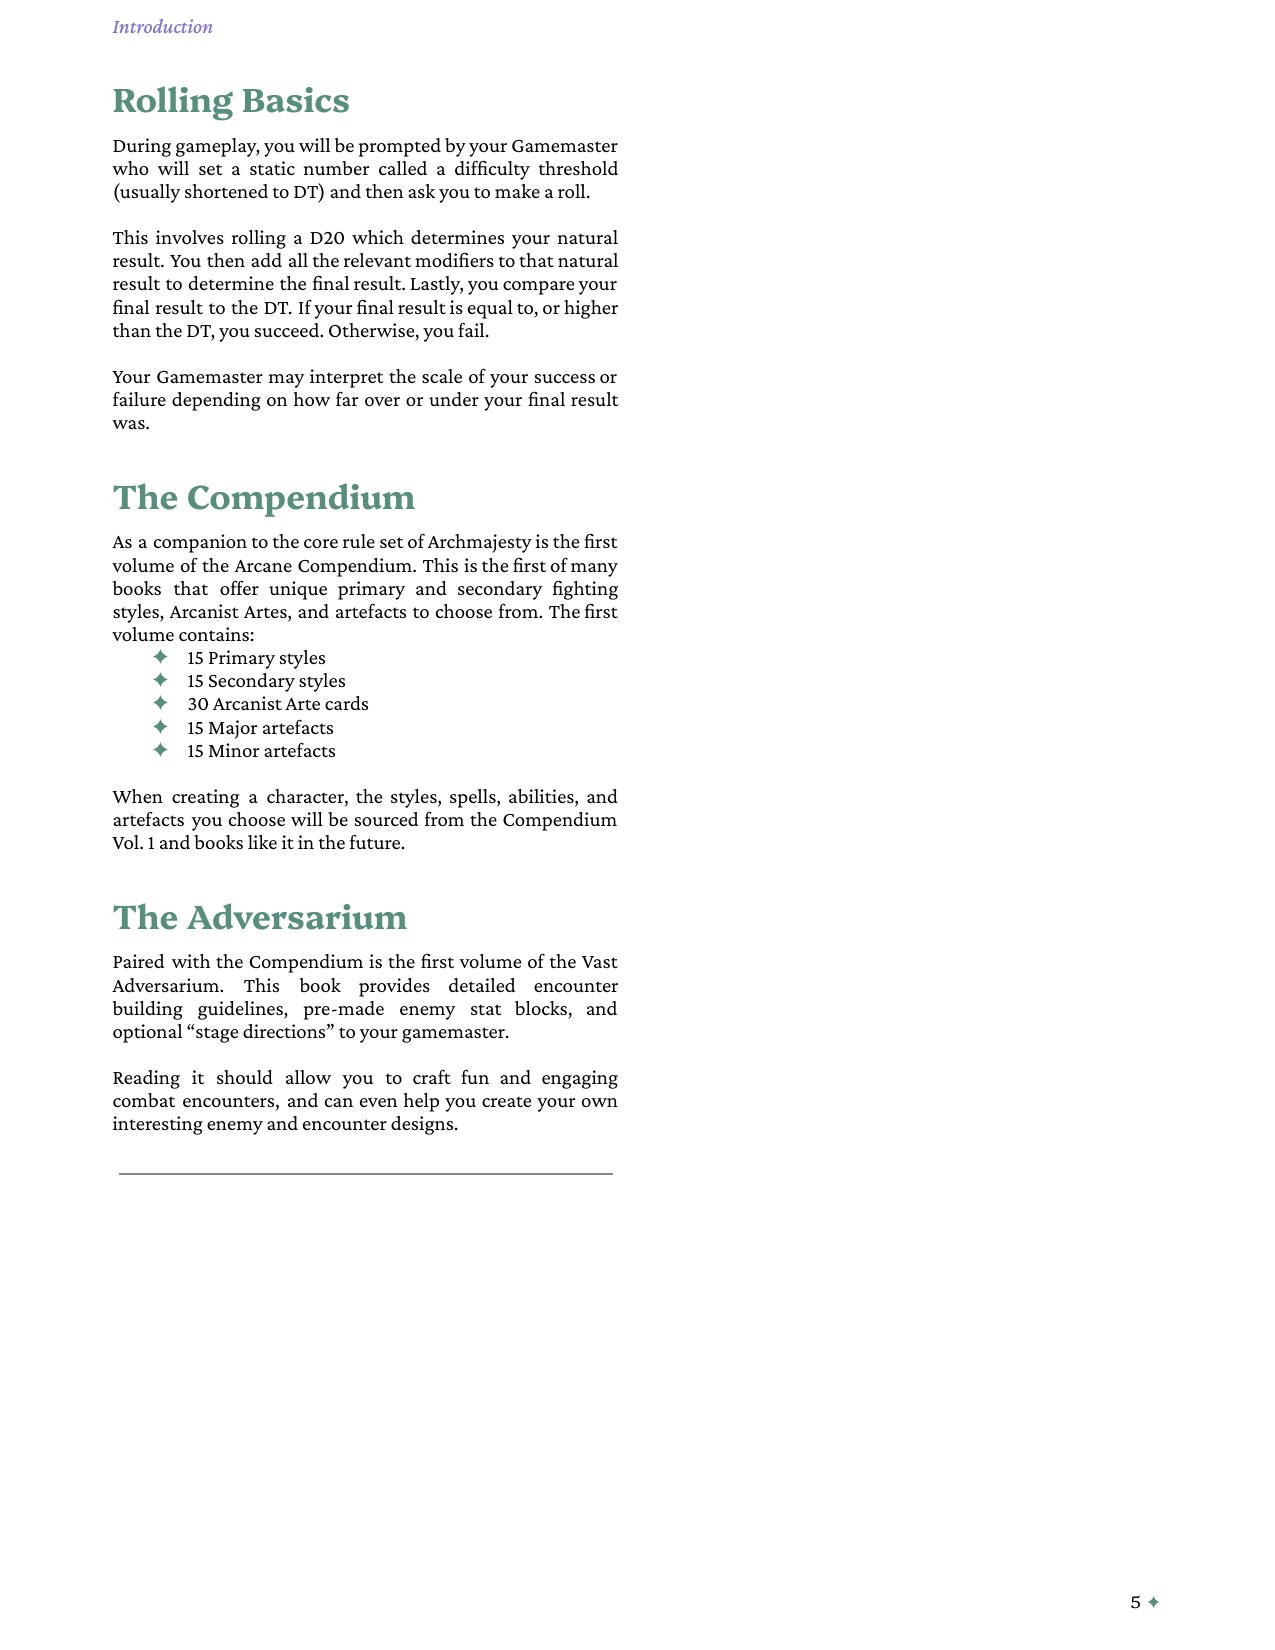 Introduction
Rolling Basics
During gameplay, you will be prompted by your Gamemaster
who will set a static number called a difficulty threshold
(usually shortened to DT) and then ask you to make a roll.
This involves rolling a D20 which determines your natural
result. You then add all the relevant modifiers to that natural
result to determine the final result. Lastly, you compare your
final result to the DT. If your final result is equal to, or higher
than the DT, you succeed. Otherwise, you fail.
Your Gamemaster may interpret the scale of your success or
failure depending on how far over or under your final result
was.
The Compendium
As a companion to the core rule set of Archmajesty is the first
volume of the Arcane Compendium. This is the first of many
books that offer unique primary and secondary fighting
styles, Arcanist Artes, and artefacts to choose from. The first
volume contains:
✦ 15 Primary styles
✦ 15 Secondary styles
✦ 30 Arcanist Arte cards
✦ 15 Major artefacts
✦ 15 Minor artefacts
When creating a character, the styles, spells, abilities, and
artefacts you choose will be sourced from the Compendium
Vol. 1 and books like it in the future.
The Adversarium
Paired with the Compendium is the first volume of the Vast
Adversarium. This book provides detailed encounter
building guidelines, pre-made enemy stat blocks, and
optional “stage directions” to your gamemaster.
Reading it should allow you to craft fun and engaging
combat encounters, and can even help you create your own
interesting enemy and encounter designs.
5 ✦